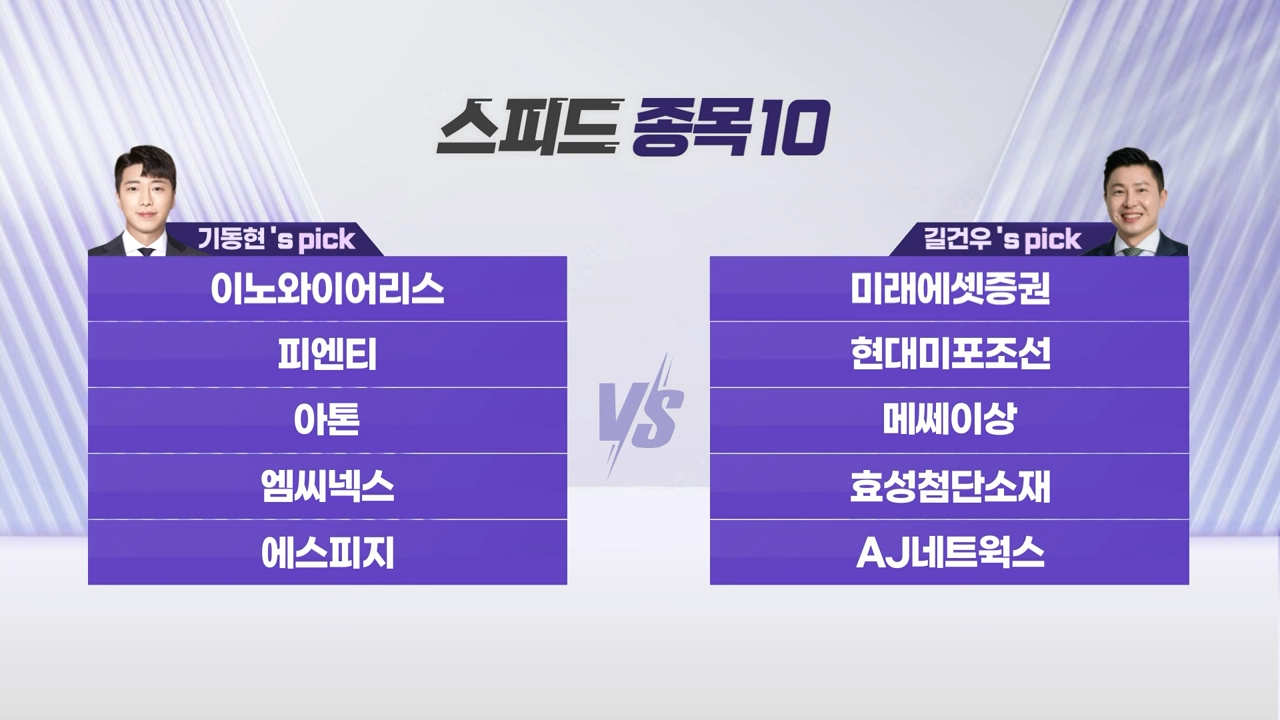 스피드 종목10
기동현 's pick
이노와이어리스
피엔티
아톤
엠씨넥스
에스피지
VS
길건우 's pick
미래에셋증권
현대미포조선
메쎄이상
효성첨단소재
AJ네트웍스